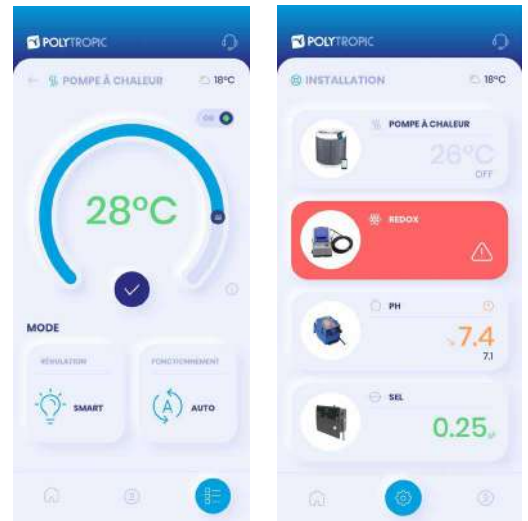 POLYTROPIC
POMPE À CHALEUR
18°C
28°C
MODE
RÉGULATION
SMART
FONCTIONNEMENT
A
AUTO
POLYTROPIC
INSTALLATION
18°C
POMPE À CHALEUR
26°C
OFF
REDOX
PH
7.4
7.1
SEL
0.25